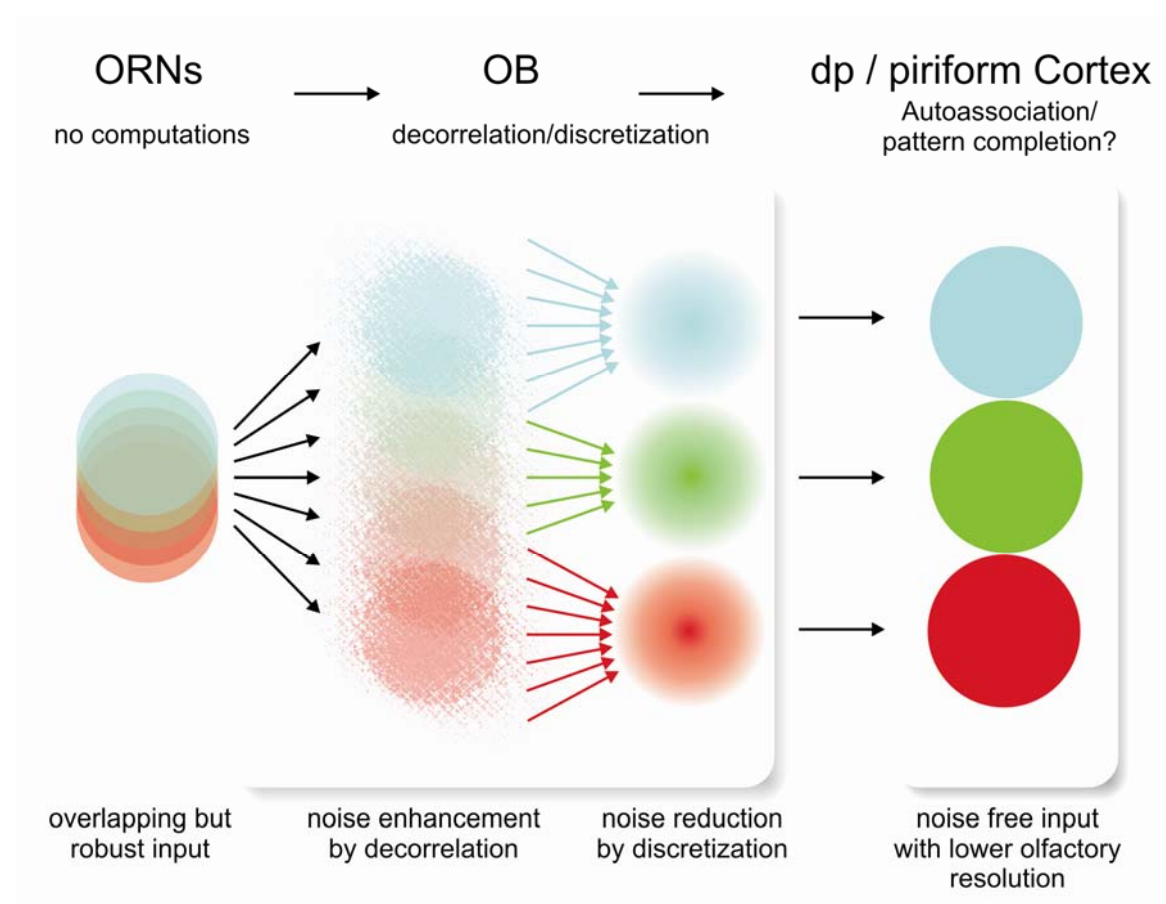 ORNs
no computations
OB
decorrelation/discretization
dp / piriform Cortex
Autoassociation/
pattern completion?
overlapping but
robust input
noise enhancement
by decorrelation
noise reduction
by discretization
noise free input
with lower olfactory
resolution